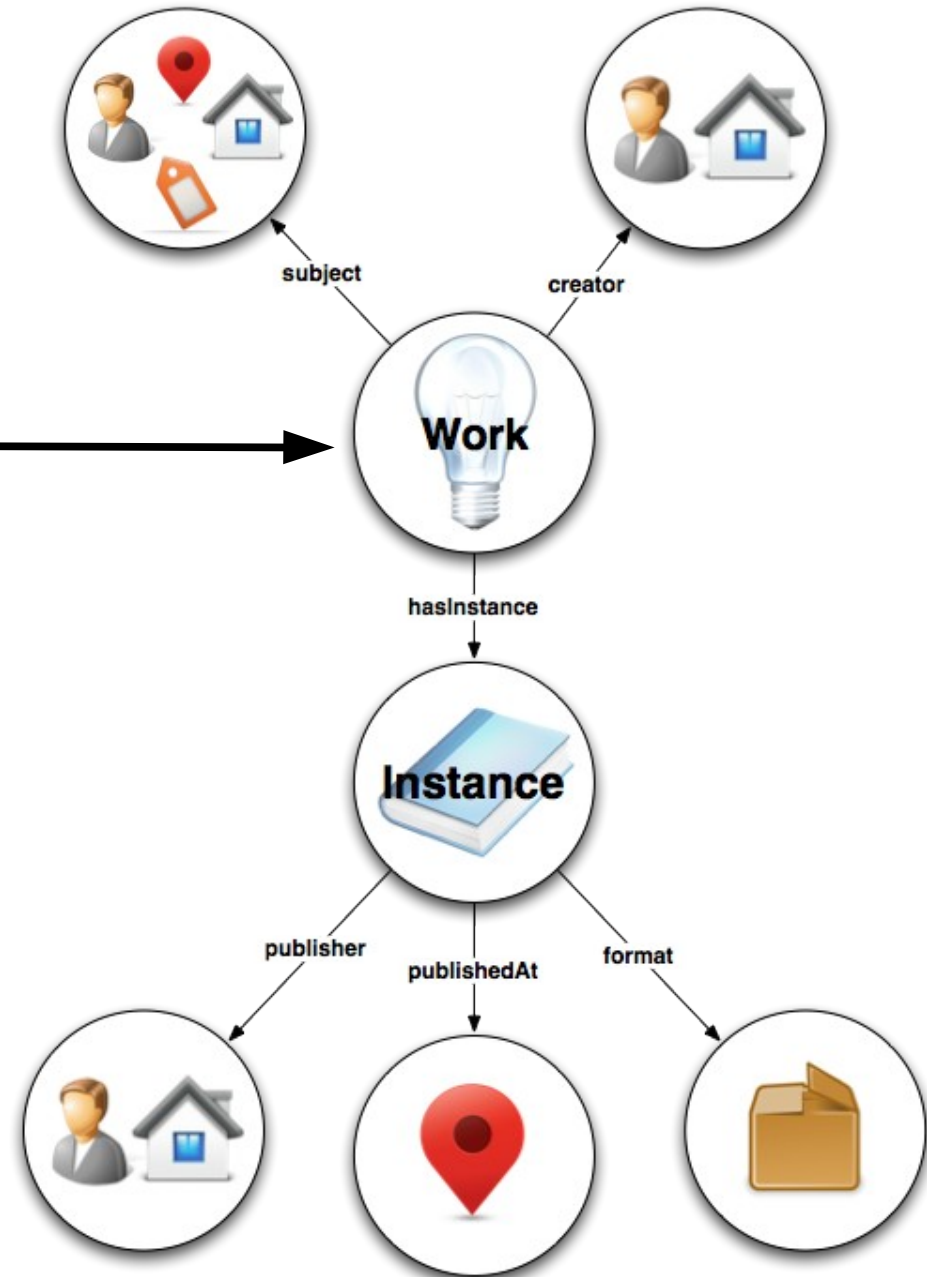 subject
creator
Work
hasInstance
Instance
publisher
publishedAt
format